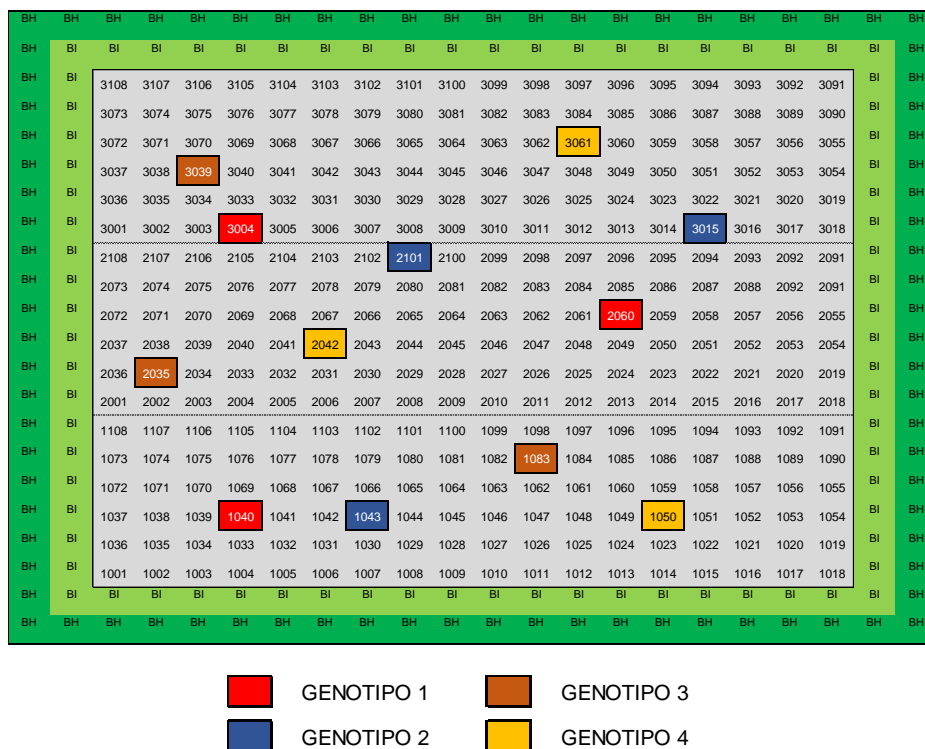 BH BH BH BH BH BH BH BH BH BH BH BH BH BH BH BH BH BH BH BH BH BH
BH BI BI BI BI BI BI BI BI BI BI BI BI BI BI BI BI BI BI BI BI BH
BH BI 3108 3107 3106 3105 3104 3103 3102 3101 3100 3099 3098 3097 3096 3095 3094 3093 3092 3091 BI BH
BH BI 3073 3074 3075 3076 3077 3078 3079 3080 3081 3082 3083 3084 3085 3086 3087 3088 3089 3090 BI BH
BH BI 3072 3071 3070 3069 3068 3067 3066 3065 3064 3063 3062 3061 3060 3059 3058 3057 3056 3055 BI BH
BH BI 3037 3038 3039 3040 3041 3042 3043 3044 3045 3046 3047 3048 3049 3050 3051 3052 3053 3054 BI BH
BH BI 3036 3035 3034 3033 3032 3031 3030 3029 3028 3027 3026 3025 3024 3023 3022 3021 3020 3019 BI BH
BH BI 3001 3002 3003 3004 3005 3006 3007 3008 3009 3010 3011 3012 3013 3014 3015 3016 3017 3018 BI BH
BH BI 2108 2107 2106 2105 2104 2103 2102 2101 2100 2099 2098 2097 2096 2095 2094 2093 2092 2091 BI BH
BH BI 2073 2074 2075 2076 2077 2078 2079 2080 2081 2082 2083 2084 2085 2086 2087 2088 2092 2091 BI BH
BH BI 2072 2071 2070 2069 2068 2067 2066 2065 2064 2063 2062 2061 2060 2059 2058 2057 2056 2055 BI BH
BH BI 2037 2038 2039 2040 2041 2042 2043 2044 2045 2046 2047 2048 2049 2050 2051 2052 2053 2054 BI BH
BH BI 2036 2035 2034 2033 2032 2031 2030 2029 2028 2027 2026 2025 2024 2023 2022 2021 2020 2019 BI BH
BH BI 2001 2002 2003 2004 2005 2006 2007 2008 2009 2010 2011 2012 2013 2014 2015 2016 2017 2018 BI BH
BH BI 1108 1107 1106 1105 1104 1103 1102 1101 1100 1099 1098 1097 1096 1095 1094 1093 1092 1091 BI BH
BH BI 1073 1074 1075 1076 1077 1078 1079 1080 1081 1082 1083 1084 1085 1086 1087 1088 1089 1090 BI BH
BH BI 1072 1071 1070 1069 1068 1067 1066 1065 1064 1063 1062 1061 1060 1059 1058 1057 1056 1055 BI BH
BH BI 1037 1038 1039 1040 1041 1042 1043 1044 1045 1046 1047 1048 1049 1050 1051 1052 1053 1054 BI BH
BH BI 1036 1035 1034 1033 1032 1031 1030 1029 1028 1027 1026 1025 1024 1023 1022 1021 1020 1019 BI BH
BH BI 1001 1002 1003 1004 1005 1006 1007 1008 1009 1010 1011 1012 1013 1014 1015 1016 1017 1018 BI BH
BH BI BI BI BI BI BI BI BI BI BI BI BI BI BI BI BI BI BI BI BI BH
BH BH BH BH BH BH BH BH BH BH BH BH BH BH BH BH BH BH BH BH BH BH
GENOTIPO 1 GENOTIPO 3
GENOTIPO 2 GENOTIPO 4